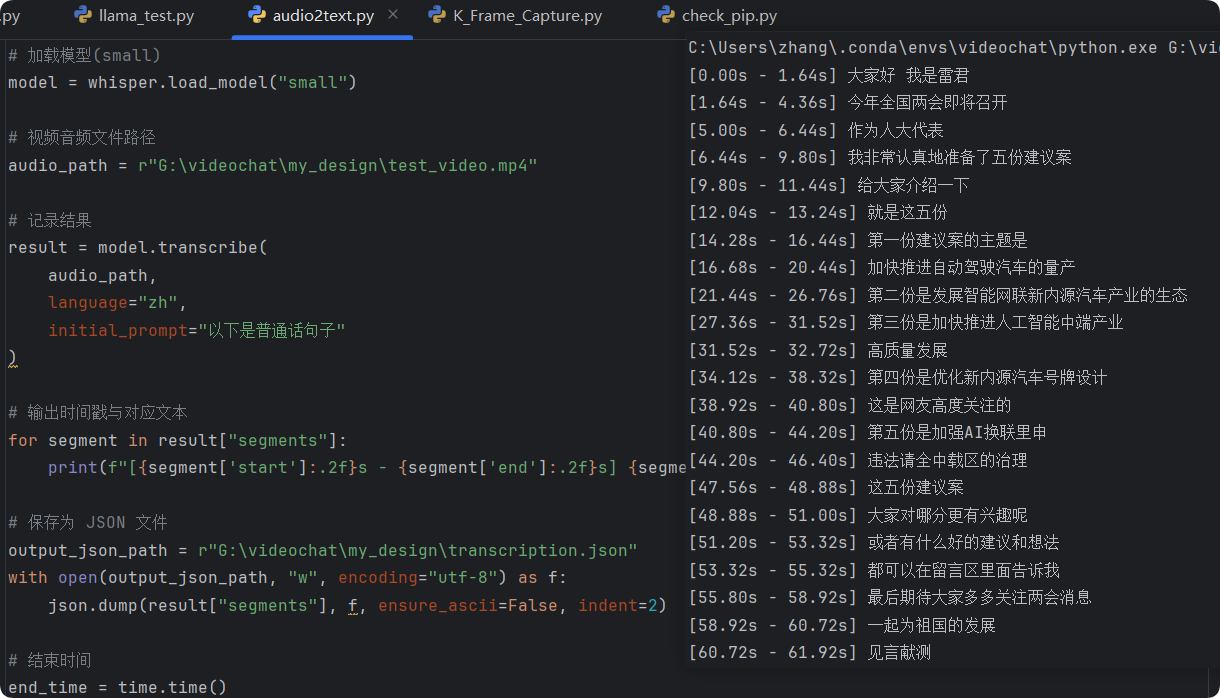 .py llama_test.py audio2text.py K_Frame_Capture.py check_pip.py
# 加载模型(small)
model = whisper.load_model("small")
# 视频音频文件路径
audio_path = r"G:\videochat\my_design\test_video.mp4"
# 记录结果
result = model.transcribe(
audio_path,
language="zh",
initial_prompt="以下是普通话句子"
)
# 输出时间戳与对应文本
for segment in result["segments"]:
print(f"[{segment['start']:.2f}s - {segment['end']:.2f}s] {segme
# 保存为 JSON 文件
output_json_path = r"G:\videochat\my_design\transcription.json"
with open(output_json_path, "w", encoding="utf-8") as f:
json.dump(result["segments"], f, ensure_ascii=False, indent=2)
# 结束时间
end_time = time.time()
C:\Users\zhang\.conda\envs\videochat\python.exe G:\vi
[0.00s - 1.64s] 大家好 我是雷君
[1.64s - 4.36s] 今年全国两会即将召开
[5.00s - 6.44s] 作为人大代表
[6.44s - 9.80s] 我非常认真地准备了五份建议案
[9.80s - 11.44s] 给大家介绍一下
[12.04s - 13.24s] 就是这五份
[14.28s - 16.44s] 第一份建议案的主题是
[16.68s - 20.44s] 加快推进自动驾驶汽车的量产
[21.44s - 26.76s] 第二份是发展智能网联新内源汽车产业的生态
[27.36s - 31.52s] 第三份是加快推进人工智能中端产业
[31.52s - 32.72s] 高质量发展
[34.12s - 38.32s] 第四份是优化新内源汽车号牌设计
[38.92s - 40.80s] 这是网友高度关注的
[40.80s - 44.20s] 第五份是加强AI换联里申
[44.20s - 46.40s] 违法请全中载区的治理
[47.56s - 48.88s] 这五份建议案
[48.88s - 51.00s] 大家对哪分更有兴趣呢
[51.20s - 53.32s] 或者有什么好的建议和想法
[53.32s - 55.32s] 都可以在留言区里面告诉我
[55.80s - 58.92s] 最后期待大家多多关注两会消息
[58.92s - 60.72s] 一起为祖国的发展
[60.72s - 61.92s] 见言献测